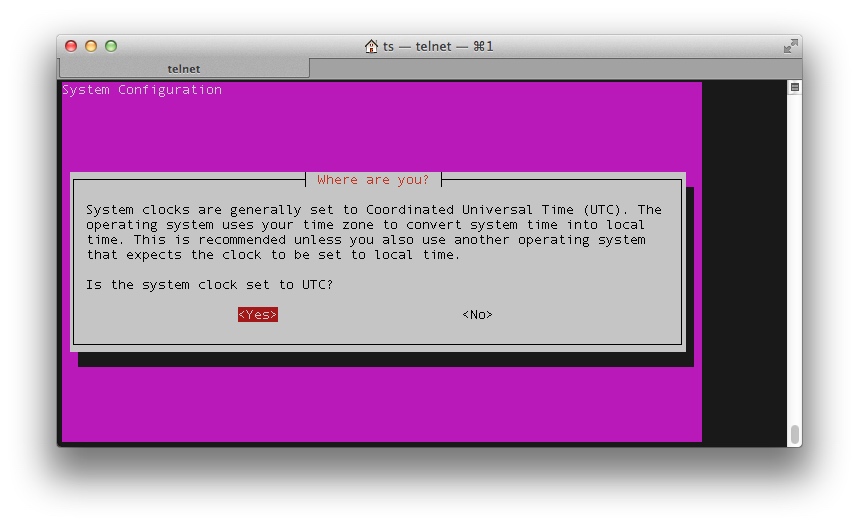 ts — telnet — ⌘1
telnet
System Configuration
Where are you?
System clocks are generally set to Coordinated Universal Time (UTC). The
operating system uses your time zone to convert system time into local
time. This is recommended unless you also use another operating system
that expects the clock to be set to local time.
Is the system clock set to UTC?
<Yes> <No>